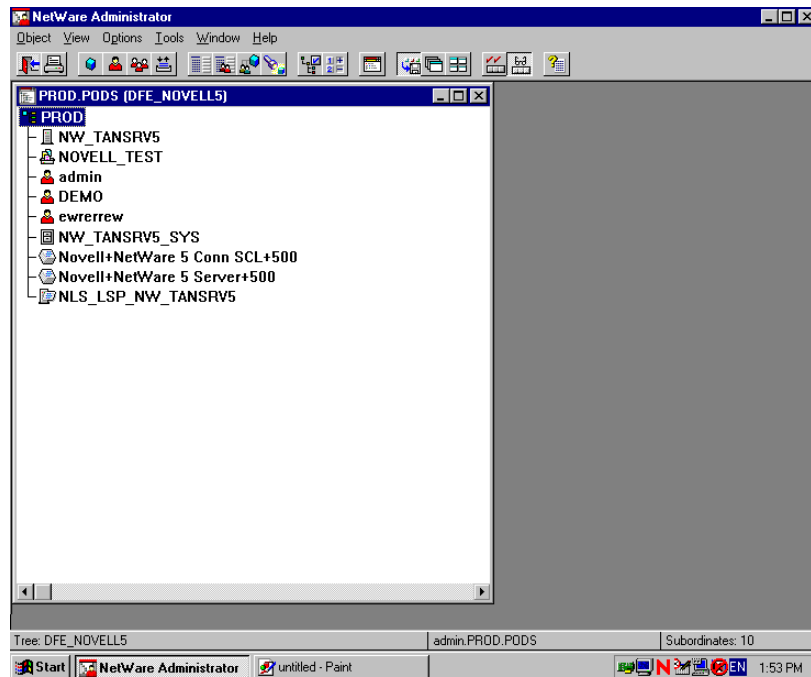 NetWare Administrator
Object View Options Tools Window Help
PROD.PODS (DFE_NOVELL5)
PROD
NW_TANSRV5
NOVELL_TEST
admin
DEMO
ewrerrew
NW_TANSRV5_SYS
Novell+NetWare 5 Conn SCL+500
Novell+NetWare 5 Server+500
NLS_LSP_NW_TANSRV5
Tree: DFE_NOVELL5 admin.PROD.PODS Subordinates: 10
Start NetWare Administrator untitled - Paint N EN 1:53 PM